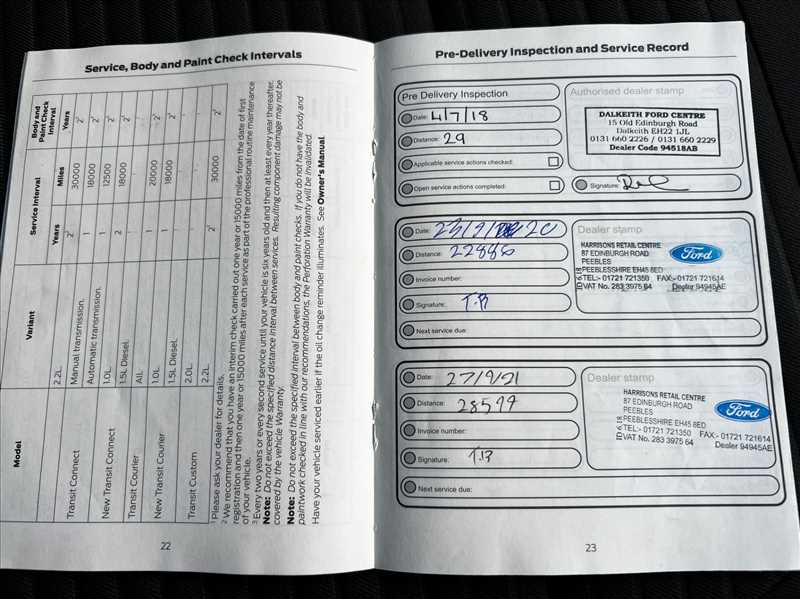 Service, Body and Paint Check Intervals
Model
Variant
Service Interval
Body and Paint Check Interval
Years
Miles
Years
2.2L
Transit Connect
Manual transmission.
2²
30000
2¹
Automatic transmission.
1
18000
2¹
New Transit Connect
1.0L.
1
12500
2¹
1.5L Diesel.
2
18000
2¹
Transit Courier
All.
New Transit Courier
1.0L.
1
20000
2¹
1.5L Diesel.
1
18000
2¹
Transit Custom
2.0L
2.2L
2²
30000
2¹
¹ Please ask your dealer for details.
² We recommend that you have an interim check carried out one year or 15000 miles from the date of first
registration and then one year or 15000 miles after each service as part of the professional routine maintenance
of your vehicle.
³ Every two years or every second service until your vehicle is six years old and then at least every year thereafter.
Note: Do not exceed the specified distance interval between services. Resulting component damage may not be
covered by the vehicle Warranty.
Note: Do not exceed the specified interval between body and paint checks. If you do not have the body and
paintwork checked in line with our recommendations, the Perforation Warranty will be invalidated.
Have your vehicle serviced earlier if the oil change reminder illuminates. See Owner's Manual.
22
Pre-Delivery Inspection and Service Record
Pre Delivery Inspection
Date: 4/7/18
Distance: 29
Applicable service actions checked:
Open service actions completed:
Authorised dealer stamp
DALKEITH FORD CENTRE
15 Old Edinburgh Road
Dalkeith EH22 1JL
0131 660 2226 / 0131 660 2229
Dealer Code 94518AB
Signature:
Date: 20
Distance: 22886
Invoice number:
Signature: T.B
Next service due:
Dealer stamp
HARRISONS RETAIL CENTRE
87 EDINBURGH ROAD
PEEBLES
PEEBLESSHIRE EH45 8ED
TEL:- 01721 721350 FAX:-01721 721614
VAT No. 283 3975 64 Dealer 94945AE
Ford
Date: 27/9/21
Distance: 28599
Invoice number:
Signature: T.B
Next service due:
Dealer stamp
HARRISONS RETAIL CENTRE
87 EDINBURGH ROAD
PEEBLES
PEEBLESSHIRE EH45 8ED
TEL:- 01721 721350 FAX:-01721 721614
VAT No. 283 3975 64 Dealer 94945AE
Ford
23